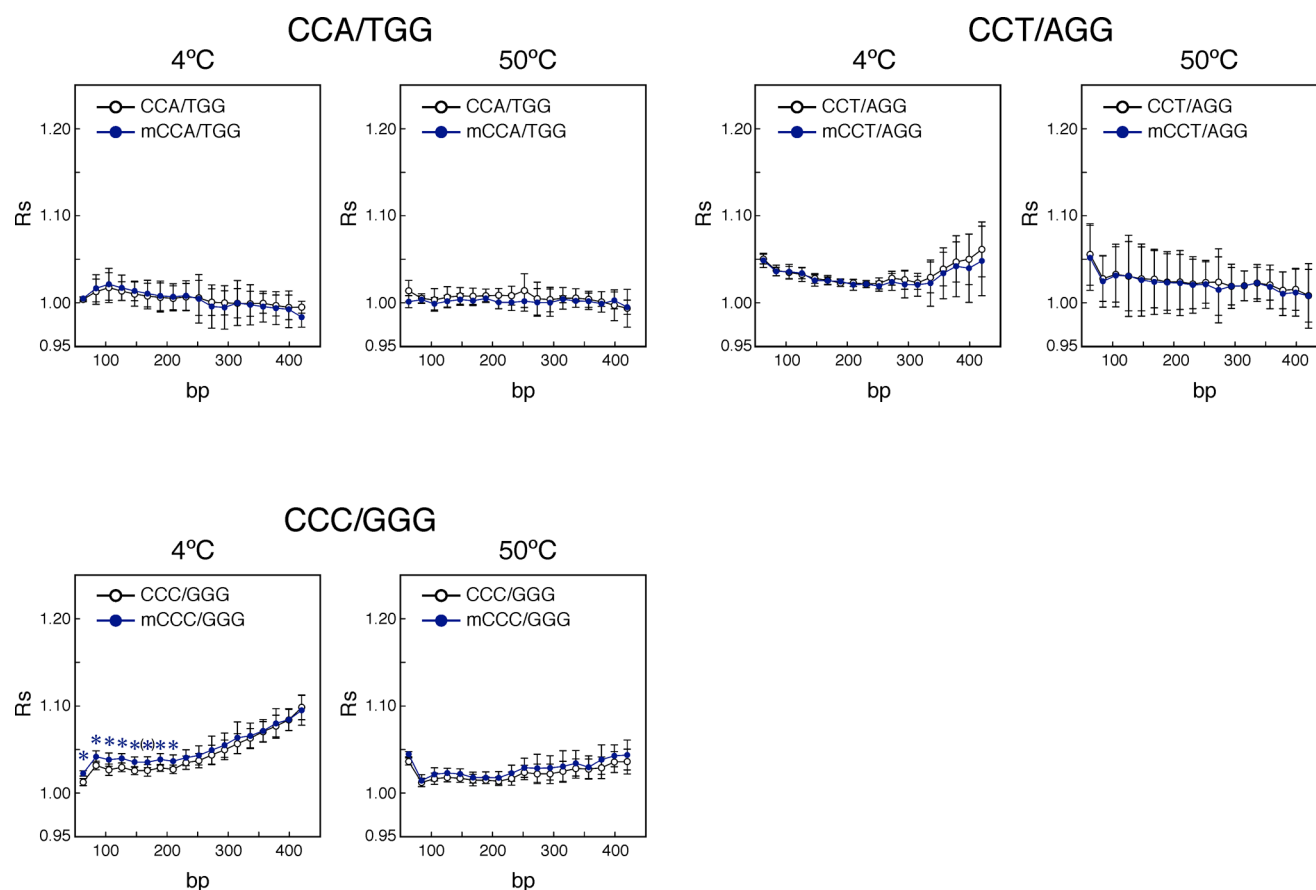 CCA/TGG
4ºC
50ºC
CCA/TGG
mCCA/TGG
CCA/TGG
mCCA/TGG
Rs
1.20
1.10
1.00
0.95
100
200
300
400
bp
Rs
1.20
1.10
1.00
0.95
100
200
300
400
bp
CCT/AGG
4ºC
50ºC
CCT/AGG
mCCT/AGG
CCT/AGG
mCCT/AGG
Rs
1.20
1.10
1.00
0.95
100
200
300
400
bp
Rs
1.20
1.10
1.00
0.95
100
200
300
400
bp
CCC/GGG
4ºC
50ºC
CCC/GGG
mCCC/GGG
CCC/GGG
mCCC/GGG
Rs
1.20
1.10
1.00
0.95
* * * * * (*) * *
100
200
300
400
bp
Rs
1.20
1.10
1.00
0.95
100
200
300
400
bp